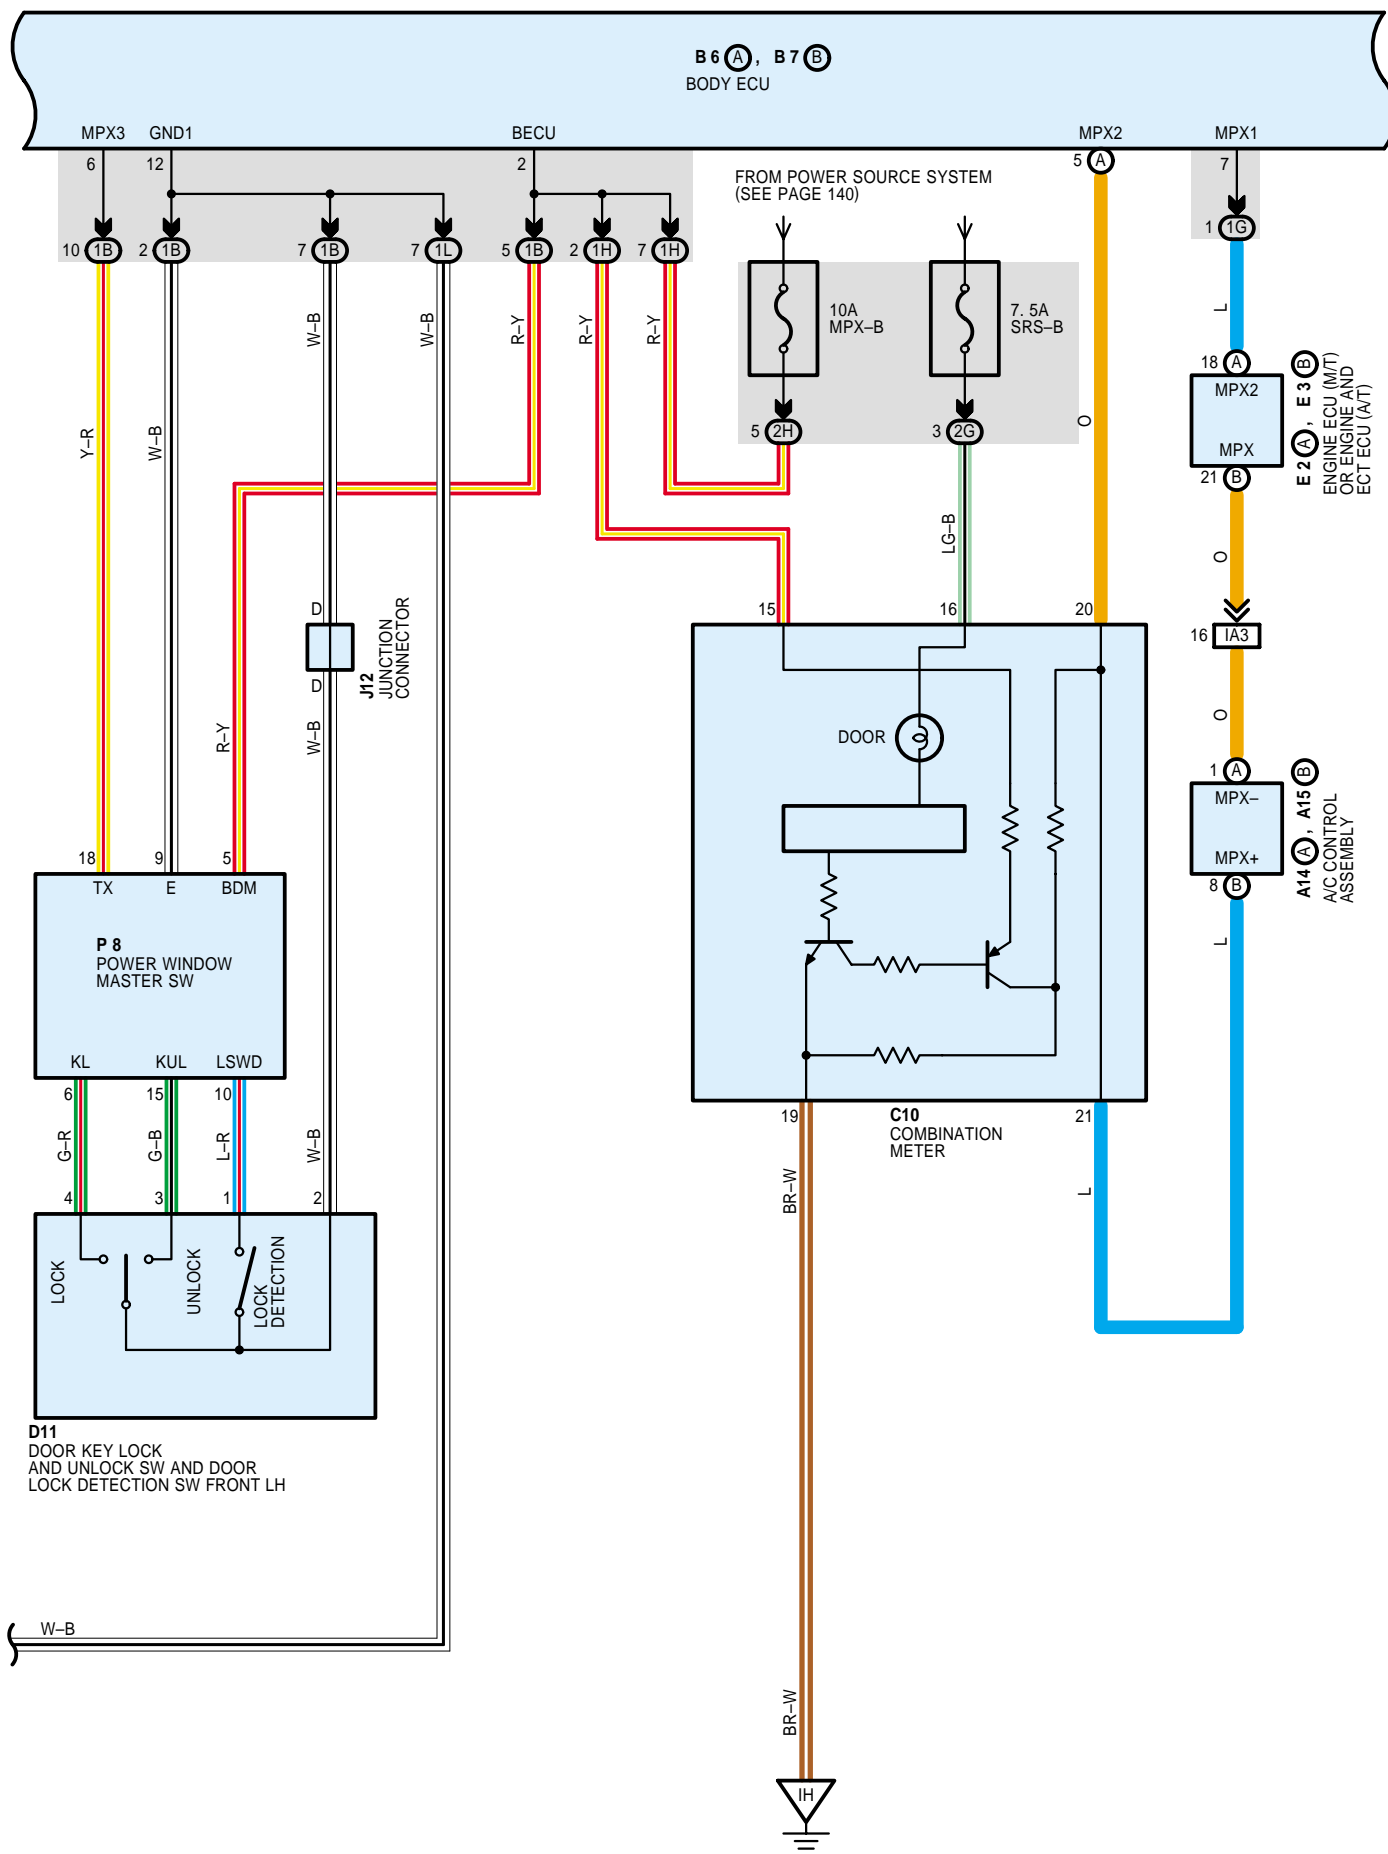 B 6 A , B 7 B
BODY ECU
MPX3 GND1 BECU MPX2 MPX1
6 12 2 5 A 7
FROM POWER SOURCE SYSTEM
(SEE PAGE 140)
10 1B 2 1B 7 1B 7 1L 5 1B 2 1H 7 1H 1 1G
10A
MPX–B
7. 5A
SRS–B
Y–R
W–B
W–B
W–B
R–Y
R–Y
R–Y
O
L
5 2H 3 2G
18 A
MPX2
MPX
21 B
E 2 A , E 3 B
ENGINE ECU (M/T)
OR ENGINE AND
ECT ECU (A/T)
LG–B
O
15 16 20
16 IA3
D
D
J12
JUNCTION
CONNECTOR
R–Y
W–B
DOOR
O
1 A
MPX–
MPX+
8 B
A14 A , A15 B
A/C CONTROL
ASSEMBLY
L
18 9 5
TX E BDM
P 8
POWER WINDOW
MASTER SW
KL KUL LSWD
6 15 10
G–R
G–B
L–R
W–B
4 3 1 2
19 21
C10
COMBINATION
METER
BR–W
L
LOCK
UNLOCK
LOCK
DETECTION
D11
DOOR KEY LOCK
AND UNLOCK SW AND DOOR
LOCK DETECTION SW FRONT LH
W–B
BR–W
IH